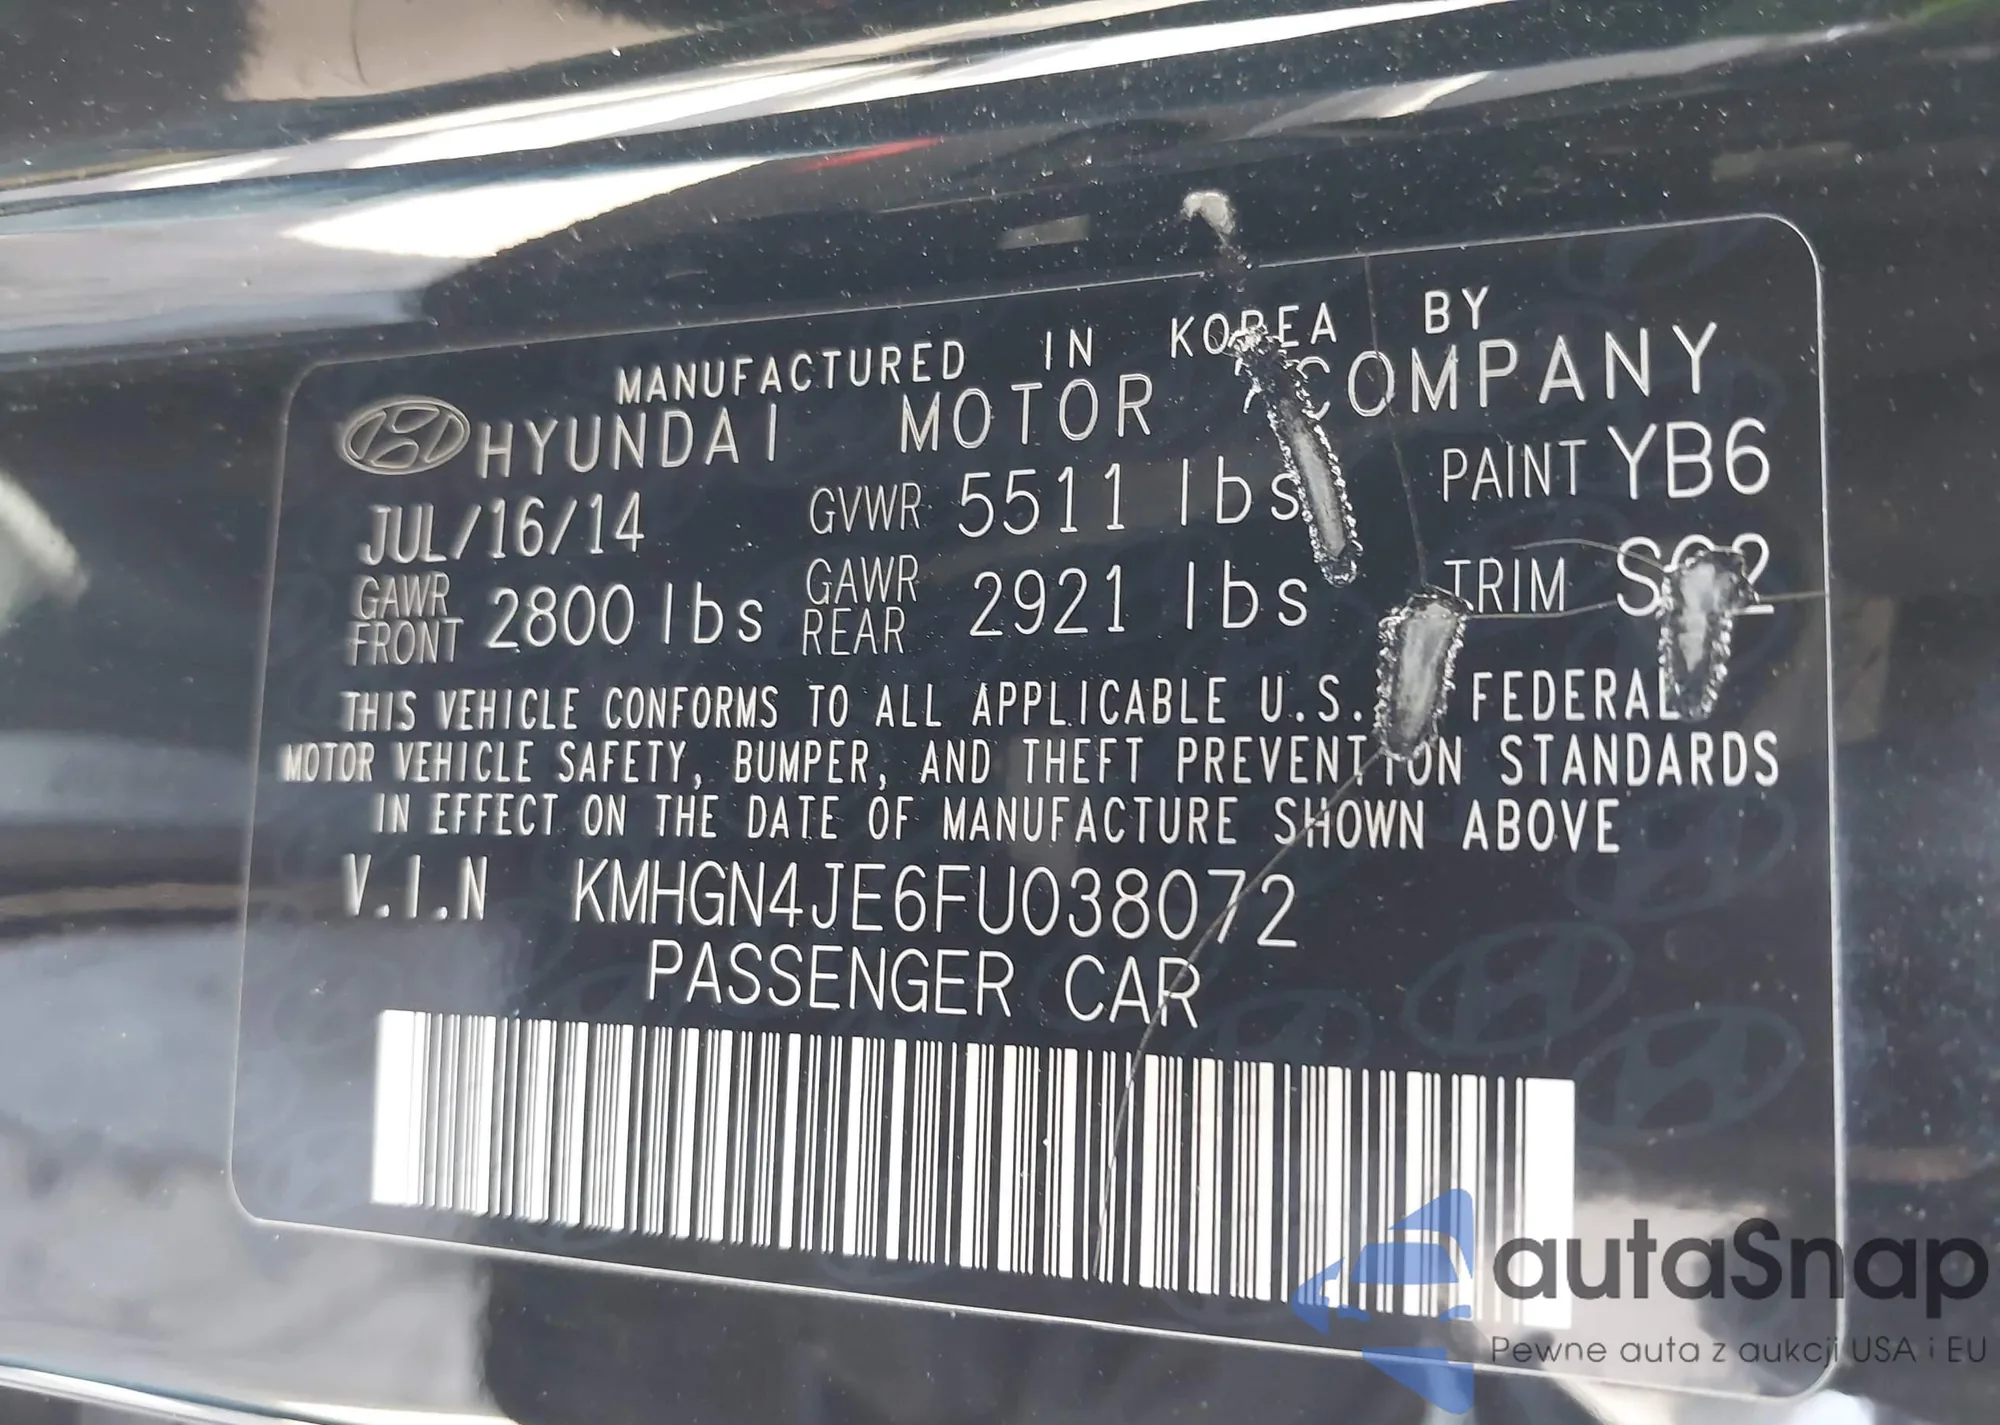 MANUFACTURED IN KOREA BY
HYUNDAI MOTOR COMPANY
JUL/16/14 GVWR 5511 lbs PAINT YB6
GAWR FRONT 2800 lbs GAWR REAR 2921 lbs TRIM
THIS VEHICLE CONFORMS TO ALL APPLICABLE U.S. FEDERAL
MOTOR VEHICLE SAFETY, BUMPER, AND THEFT PREVENTION STANDARDS
IN EFFECT ON THE DATE OF MANUFACTURE SHOWN ABOVE
V.I.N KMHGN4JE6FU038072
PASSENGER CAR
autaSnap
Pewne auta z aukcji USA i EU